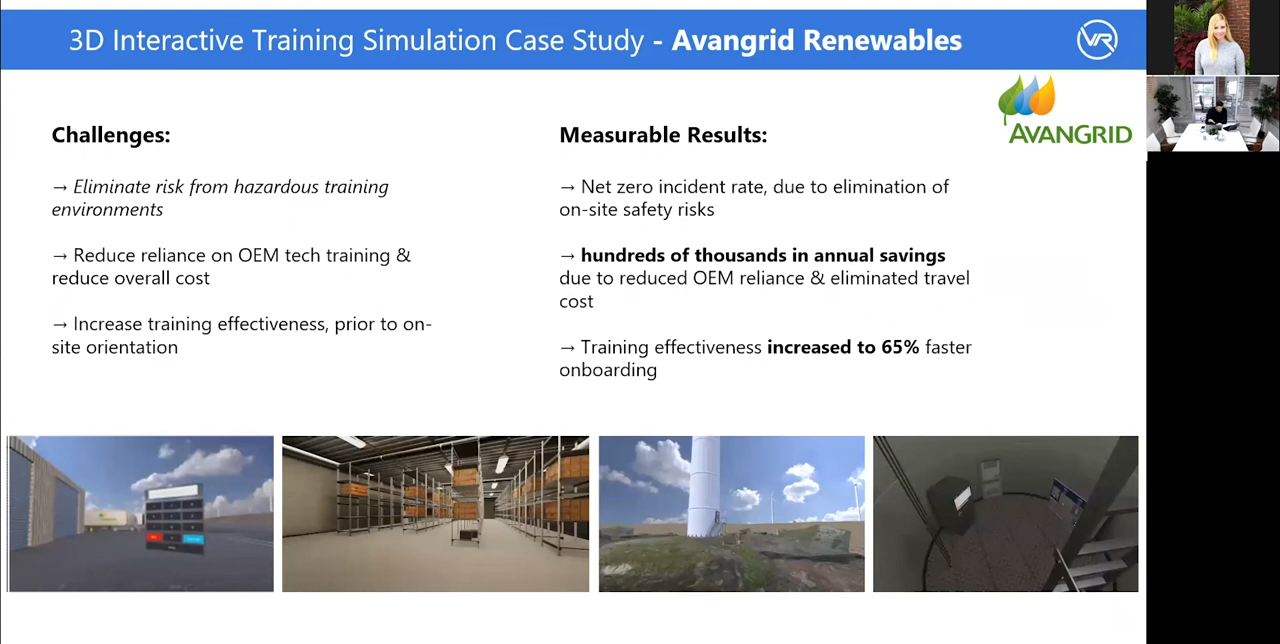 3D Interactive Training Simulation Case Study - Avangrid Renewables
VR
AVANGRID
Challenges:
→ Eliminate risk from hazardous training
environments
→ Reduce reliance on OEM tech training &
reduce overall cost
→ Increase training effectiveness, prior to on-
site orientation
Measurable Results:
→ Net zero incident rate, due to elimination of
on-site safety risks
→ hundreds of thousands in annual savings
due to reduced OEM reliance & eliminated travel
cost
→ Training effectiveness increased to 65% faster
onboarding